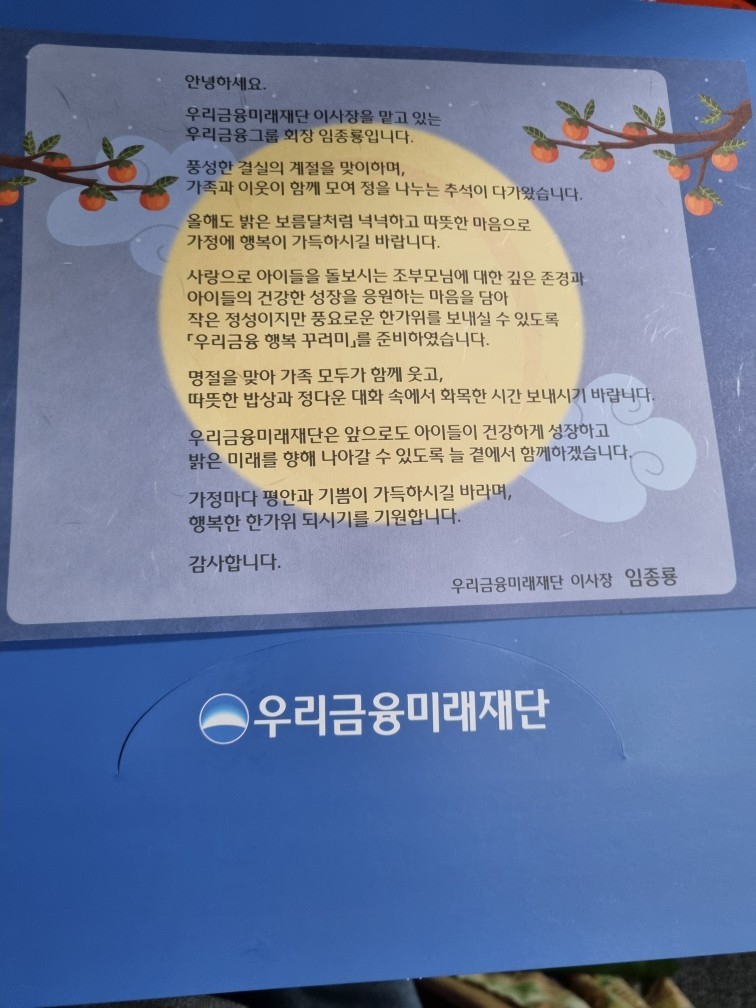 안녕하세요.
우리금융미래재단 이사장을 맡고 있는
우리금융그룹 회장 임종룡입니다.
풍성한 결실의 계절을 맞이하며,
가족과 이웃이 함께 모여 정을 나누는 추석이 다가왔습니다.
올해도 밝은 보름달처럼 넉넉하고 따뜻한 마음으로
가정에 행복이 가득하시길 바랍니다.
사랑으로 아이들을 돌보시는 조부모님에 대한 깊은 존경과
아이들의 건강한 성장을 응원하는 마음을 담아
작은 정성이지만 풍요로운 한가위를 보내실 수 있도록
「우리금융 행복 꾸러미」를 준비하였습니다.
명절을 맞아 가족 모두가 함께 웃고,
따뜻한 밥상과 정다운 대화 속에서 화목한 시간 보내시기 바랍니다.
우리금융미래재단은 앞으로도 아이들이 건강하게 성장하고
밝은 미래를 향해 나아갈 수 있도록 늘 곁에서 함께하겠습니다.
가정마다 평안과 기쁨이 가득하시길 바라며,
행복한 한가위 되시기를 기원합니다.
감사합니다.
우리금융미래재단 이사장 임종룡
우리금융미래재단